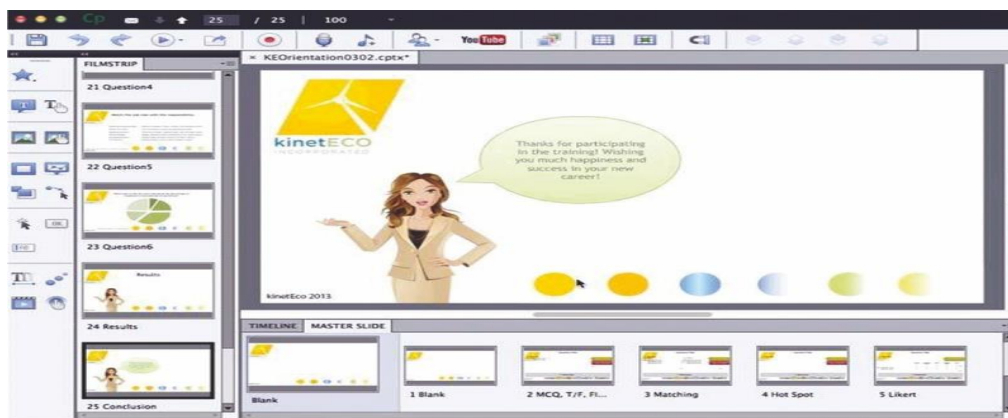 Cp 25 / 25 100
YouTube
FILMSTRIP
KEOrientation0302.cptx*
21 Question4
22 Question5
23 Question6
Results
24 Results
25 Conclusion
kinetECO
INCORPORATED
Thanks for participating
in the training! Wishing
you much happiness and
success in your new
career!
kinetEco 2013
TIMELINE MASTER SLIDE
Blank
1 Blank
2 MCQ, T/F, FI...
3 Matching
4 Hot Spot
5 Likert